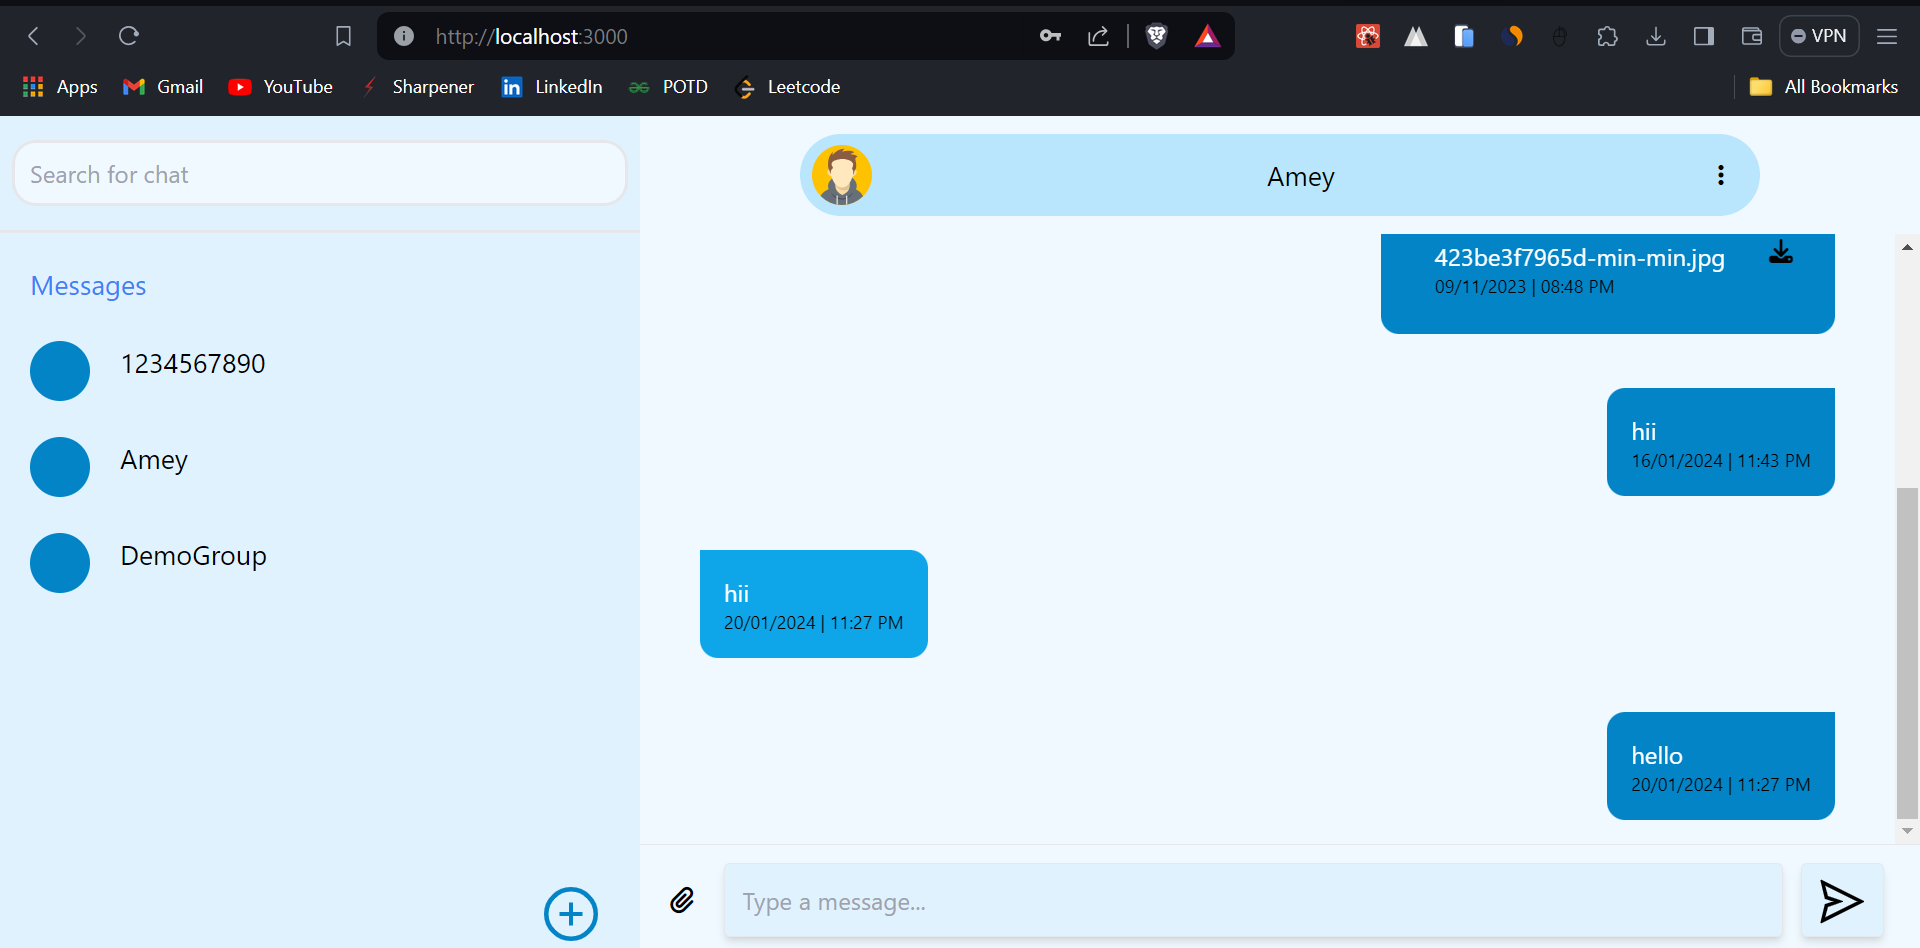 http://localhost:3000
VPN
Apps
Gmail
YouTube
Sharpener
LinkedIn
POTD
Leetcode
All Bookmarks
Search for chat
Messages
1234567890
Amey
DemoGroup
Amey
423be3f7965d-min-min.jpg
09/11/2023 | 08:48 PM
hii
16/01/2024 | 11:43 PM
hii
20/01/2024 | 11:27 PM
hello
20/01/2024 | 11:27 PM
Type a message...